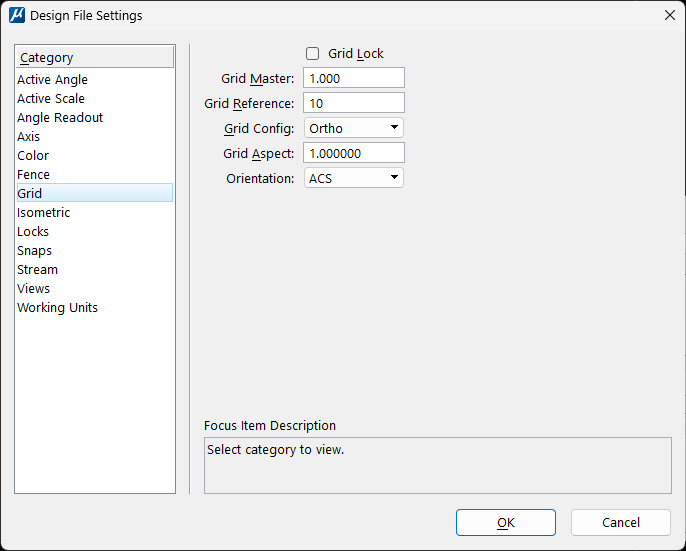 Design File Settings
Category
Active Angle
Active Scale
Angle Readout
Axis
Color
Fence
Grid
Isometric
Locks
Snaps
Stream
Views
Working Units
Grid Lock
Grid Master: 1.000
Grid Reference: 10
Grid Config: Ortho
Grid Aspect: 1.000000
Orientation: ACS
Focus Item Description
Select category to view.
OK Cancel